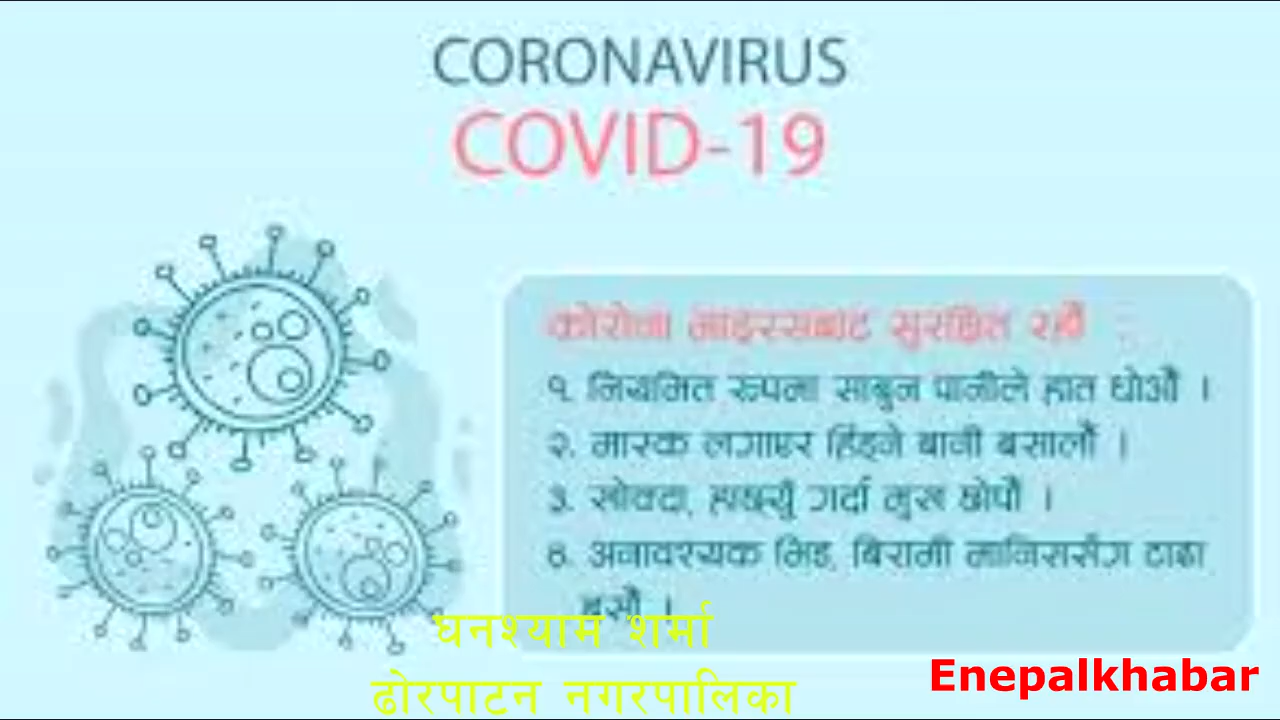 CORONAVIRUS
COVID-19
कोरोना भाइरसबाट सुरक्षित रहौं :
१. नियमित रुपमा साबुन पानीले हात धोऔं ।
२. मास्क लगाएर हिंड्ने बानी बसालौं ।
३. खोक्दा, हाछ्युँ गर्दा मुख छोपौं ।
४. अनावश्यक भिड, बिरामी मानिससँग टाढा
बसौं ।
घनश्याम शर्मा
ढोरपाटन नगरपालिका
Enepalkhabar